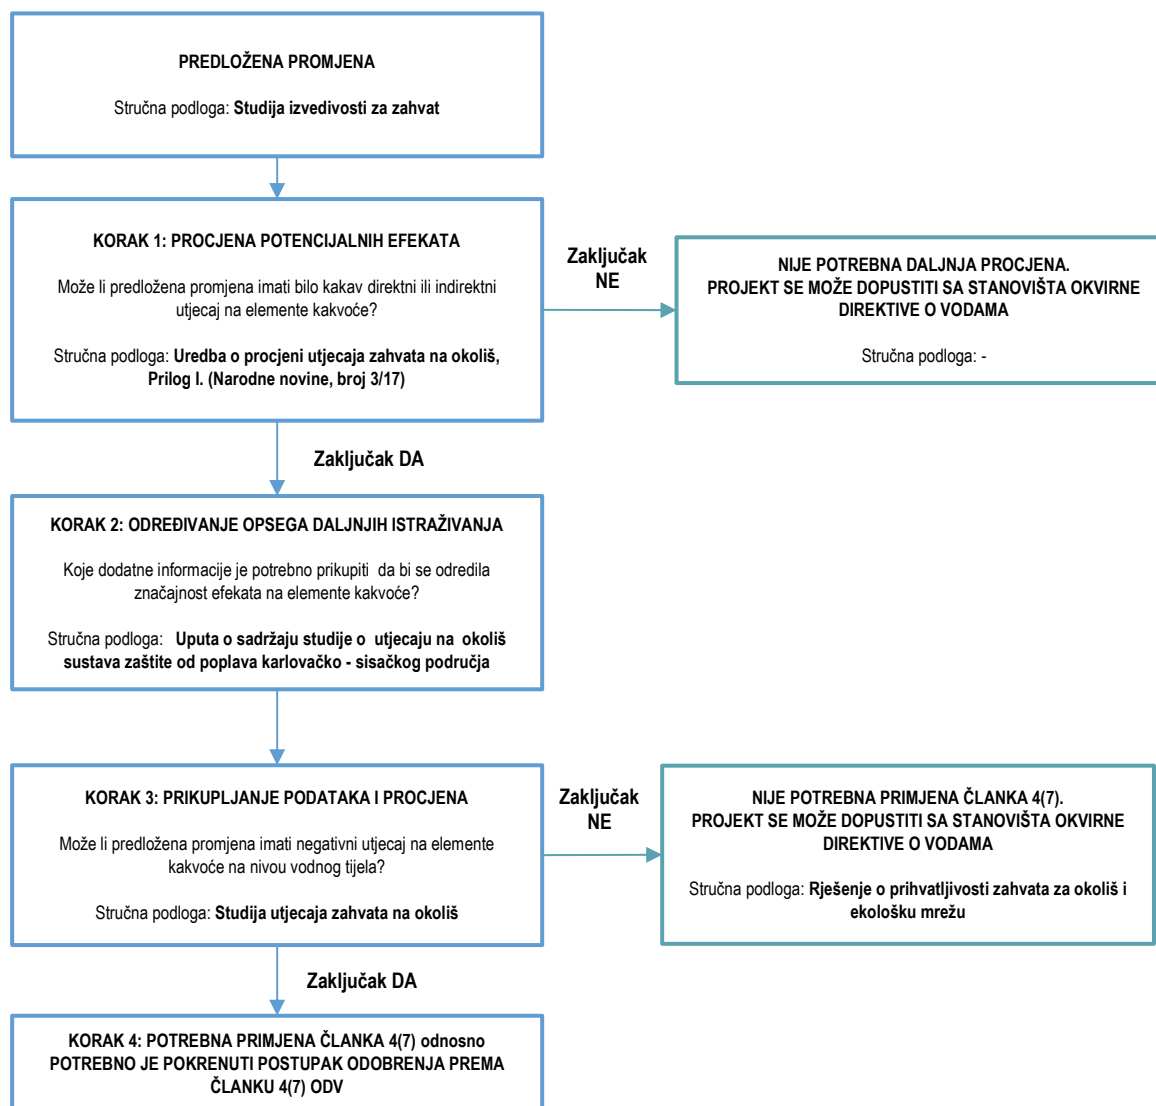 PREDLOŽENA PROMJENA
Stručna podloga: Studija izvedivosti za zahvat
KORAK 1: PROCJENA POTENCIJALNIH EFEKATA
Može li predložena promjena imati bilo kakav direktni ili indirektni
utjecaj na elemente kakvoće?
Stručna podloga: Uredba o procjeni utjecaja zahvata na okoliš,
Prilog I. (Narodne novine, broj 3/17)
Zaključak
NE
NIJE POTREBNA DALJNJA PROCJENA.
PROJEKT SE MOŽE DOPUSTITI SA STANOVIŠTA OKVIRNE
DIREKTIVE O VODAMA
Stručna podloga: -
Zaključak DA
KORAK 2: ODREĐIVANJE OPSEGA DALJNJIH ISTRAŽIVANJA
Koje dodatne informacije je potrebno prikupiti da bi se odredila
značajnost efekata na elemente kakvoće?
Stručna podloga: Uputa o sadržaju studije o utjecaju na okoliš
sustava zaštite od poplava karlovačko - sisačkog područja
KORAK 3: PRIKUPLJANJE PODATAKA I PROCJENA
Može li predložena promjena imati negativni utjecaj na elemente
kakvoće na nivou vodnog tijela?
Stručna podloga: Studija utjecaja zahvata na okoliš
Zaključak
NE
NIJE POTREBNA PRIMJENA ČLANKA 4(7).
PROJEKT SE MOŽE DOPUSTITI SA STANOVIŠTA OKVIRNE
DIREKTIVE O VODAMA
Stručna podloga: Rješenje o prihvatljivosti zahvata za okoliš i
ekološku mrežu
Zaključak DA
KORAK 4: POTREBNA PRIMJENA ČLANKA 4(7) odnosno
POTREBNO JE POKRENUTI POSTUPAK ODOBRENJA PREMA
ČLANKU 4(7) ODV